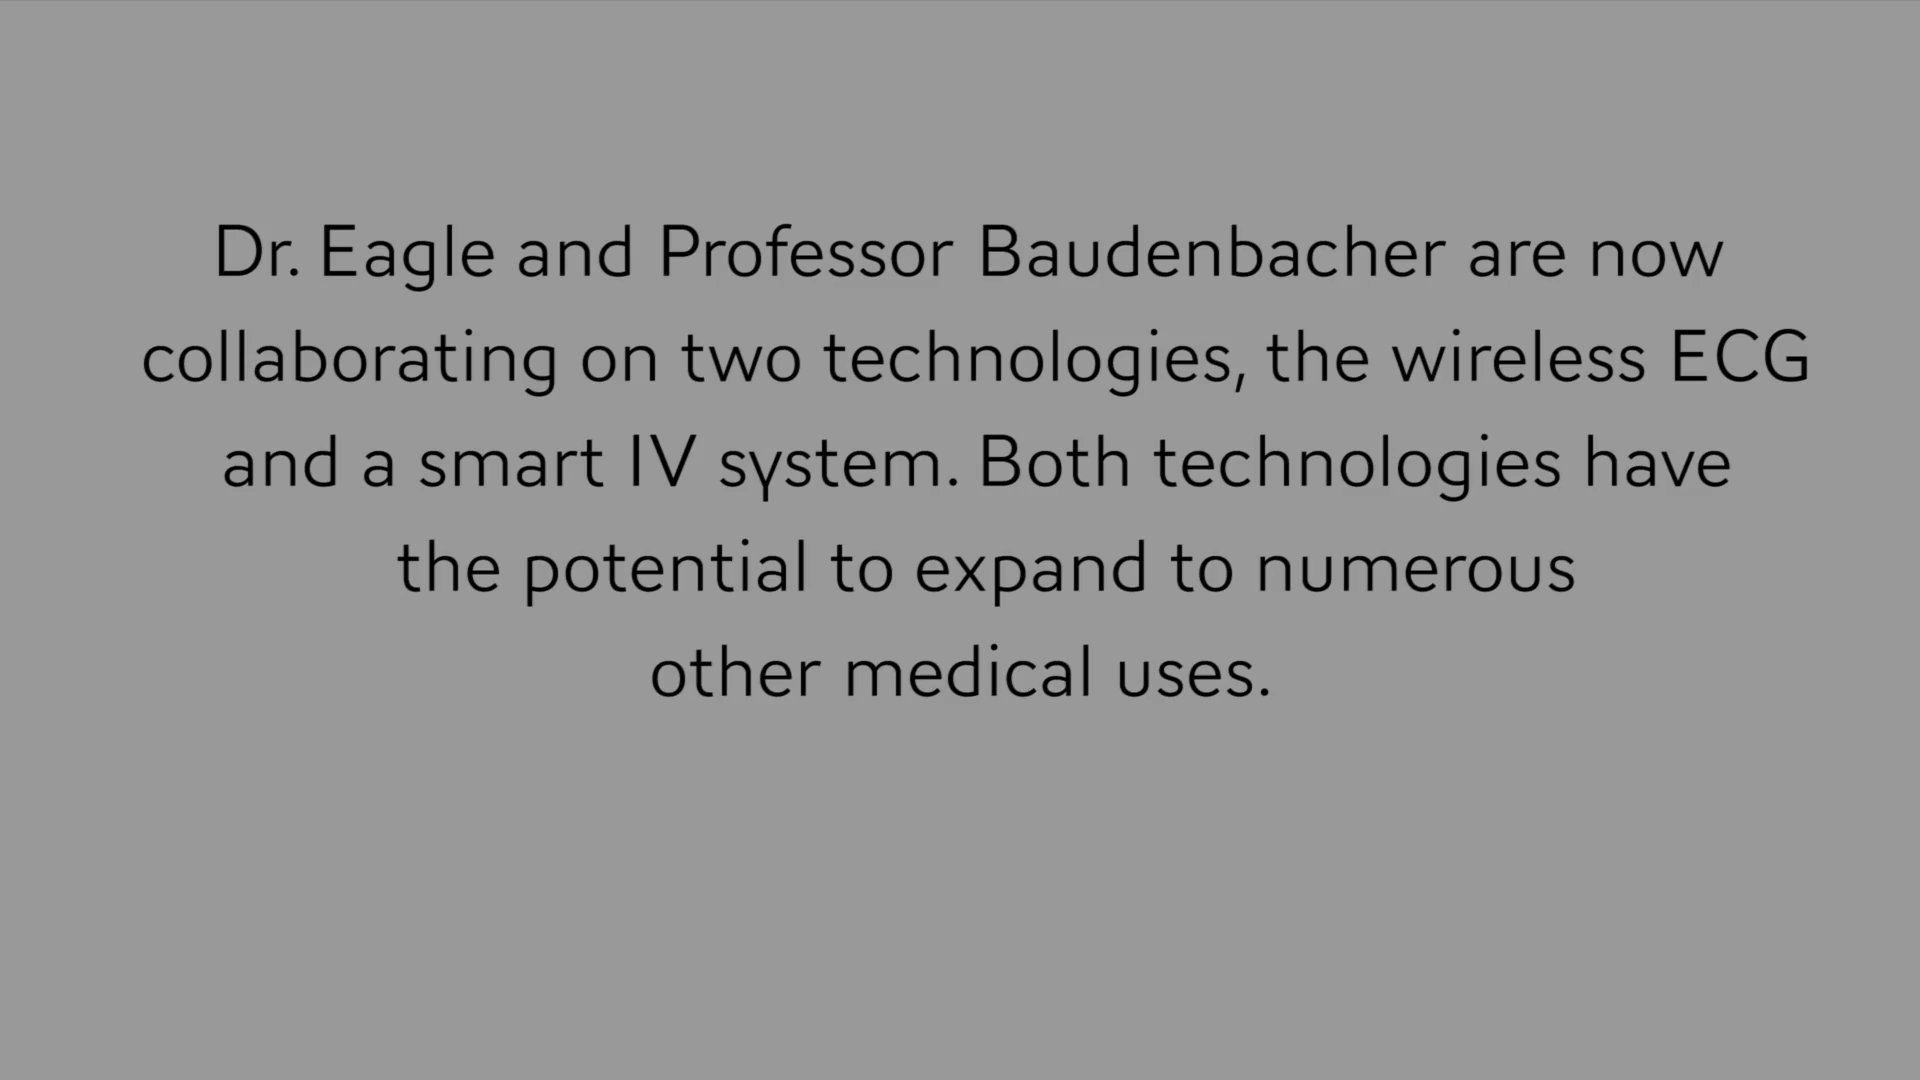 Dr. Eagle and Professor Baudenbacher are now
collaborating on two technologies, the wireless ECG
and a smart IV system. Both technologies have
the potential to expand to numerous
other medical uses.